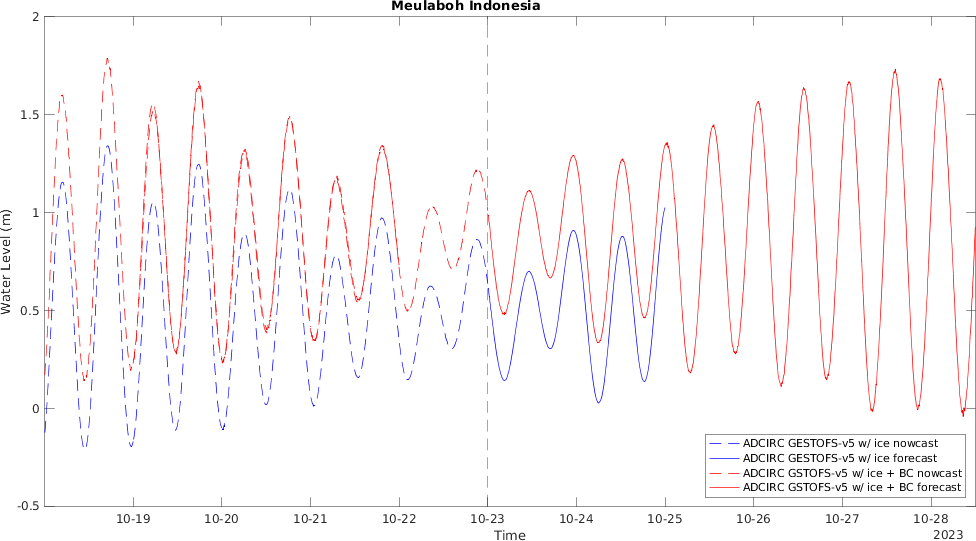 Meulaboh Indonesia
Water Level (m)
2
1.5
1
0.5
0
-0.5
10-19
10-20
10-21
10-22
10-23
10-24
10-25
10-26
10-27
10-28
Time
2023
ADCIRC GESTOFS-v5 w/ ice nowcast
ADCIRC GESTOFS-v5 w/ ice forecast
ADCIRC GSTOFS-v5 w/ ice + BC nowcast
ADCIRC GSTOFS-v5 w/ ice + BC forecast